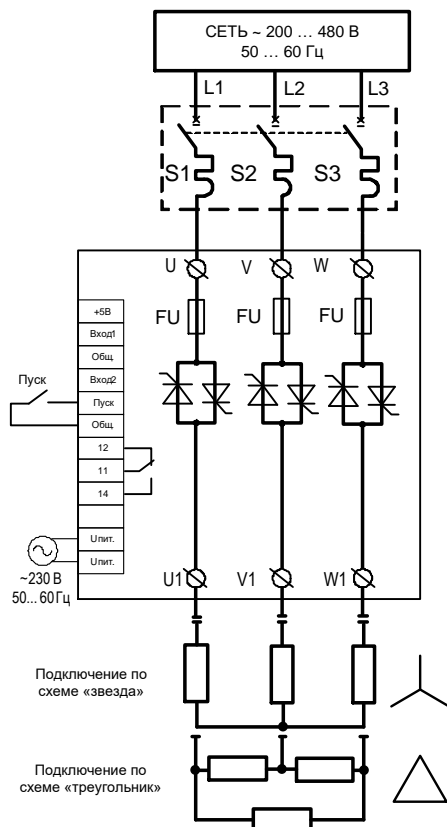 СЕТЬ ~ 200 ... 480 В
50 ... 60 Гц
L1 L2 L3
S1 S2 S3
U V W
FU FU FU
+5В
Вход1
Общ.
Вход2
Пуск
Пуск
Общ.
12
11
14
Uпит.
Uпит.
~230 В
50... 60 Гц
U1 V1 W1
Подключение по
схеме «звезда»
Подключение по
схеме «треугольник»